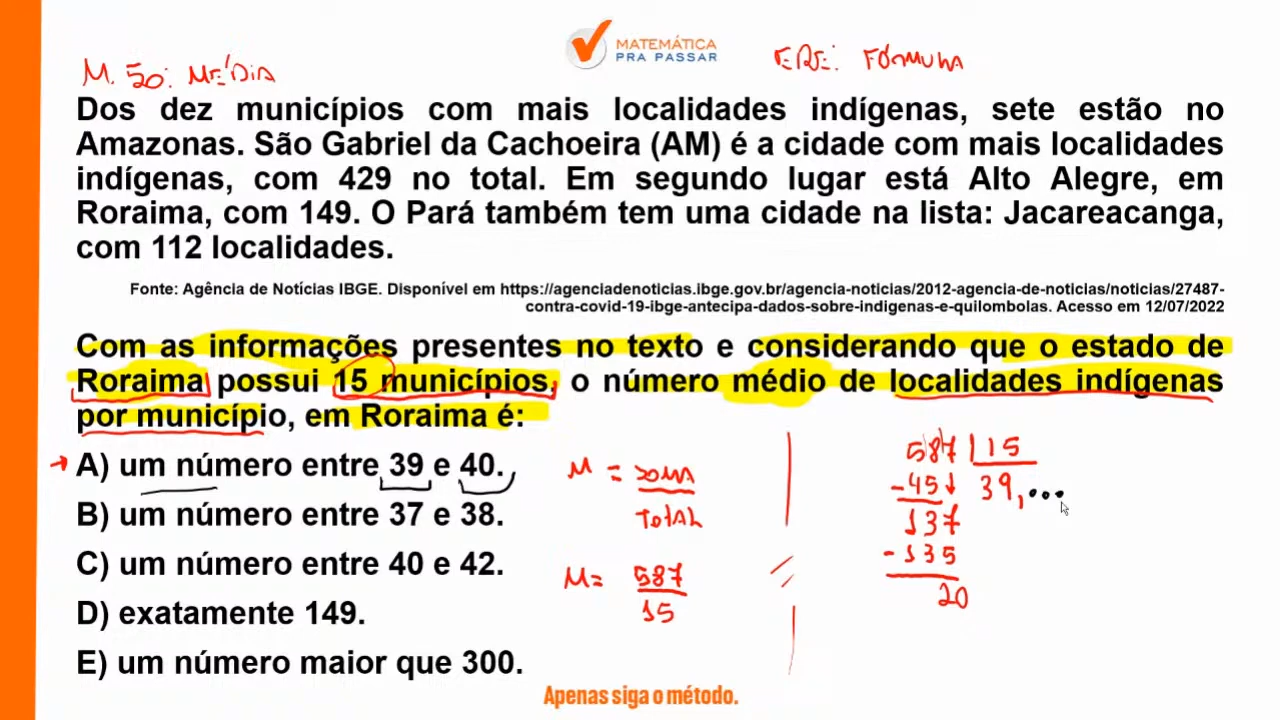 MATEMÁTICA
PRA PASSAR
M. 50: MÉDIA
ERE: FÓRMULA
Dos dez municípios com mais localidades indígenas, sete estão no
Amazonas. São Gabriel da Cachoeira (AM) é a cidade com mais localidades
indígenas, com 429 no total. Em segundo lugar está Alto Alegre, em
Roraima, com 149. O Pará também tem uma cidade na lista: Jacareacanga,
com 112 localidades.
Fonte: Agência de Notícias IBGE. Disponível em https://agenciadenoticias.ibge.gov.br/agencia-noticias/2012-agencia-de-noticias/noticias/27487-
contra-covid-19-ibge-antecipa-dados-sobre-indigenas-e-quilombolas. Acesso em 12/07/2022
Com as informações presentes no texto e considerando que o estado de
Roraima possui 15 municípios, o número médio de localidades indígenas
por município, em Roraima é:
A) um número entre 39 e 40.
B) um número entre 37 e 38.
C) um número entre 40 e 42.
D) exatamente 149.
E) um número maior que 300.
M = SOMA
TOTAL
M = 587
15
587 15
-45 39,...
137
-135
20
Apenas siga o método.